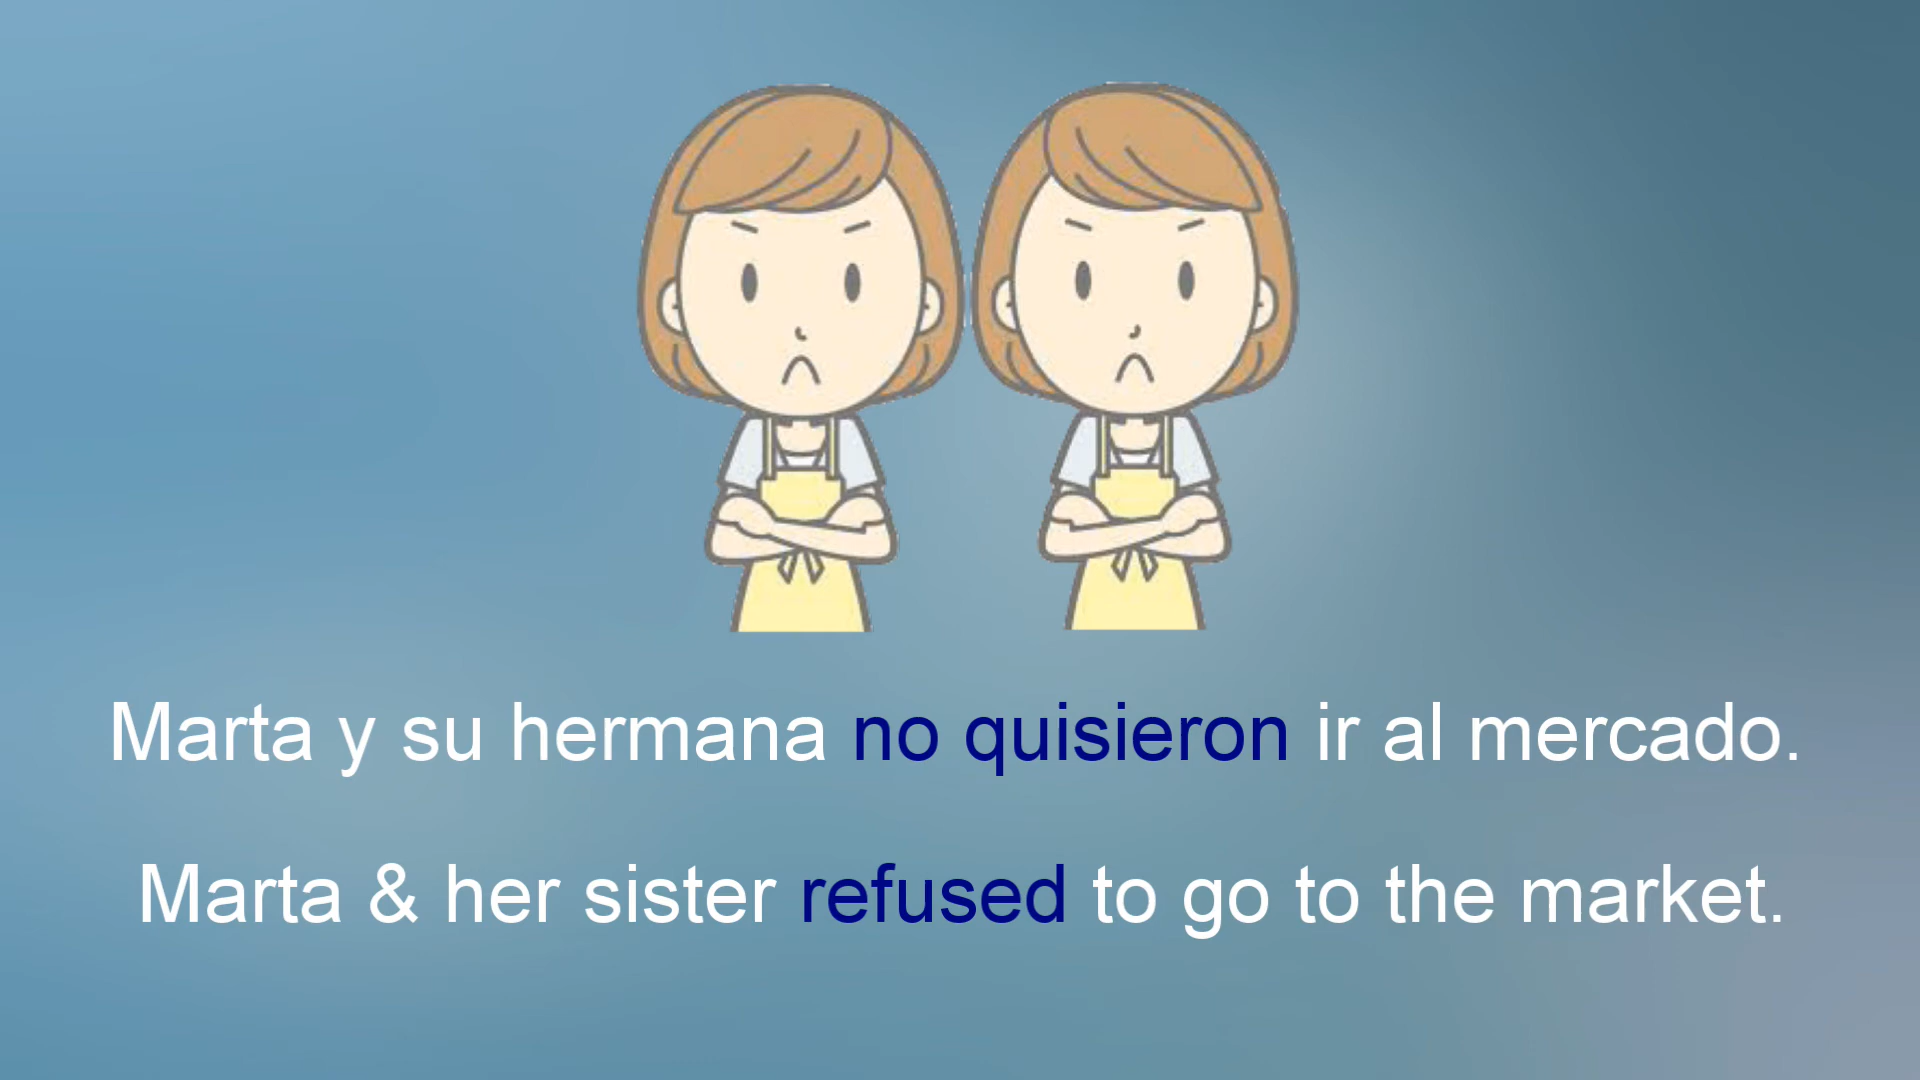 Marta y su hermana no quisieron ir al mercado.
Marta & her sister refused to go to the market.